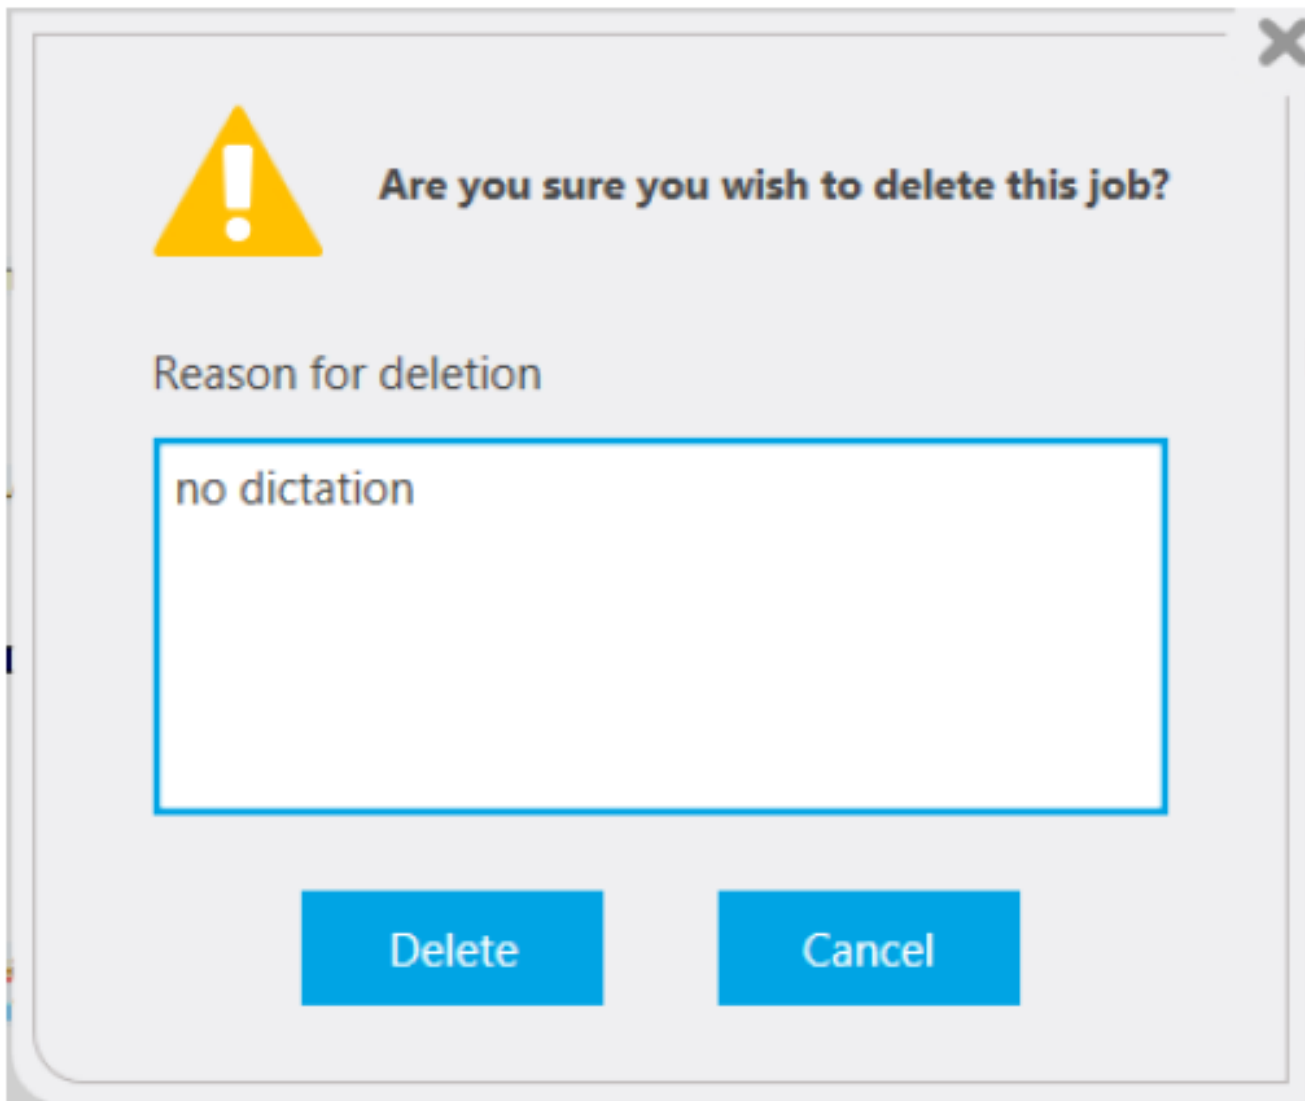 Are you sure you wish to delete this job?
Reason for deletion
no dictation
Delete
Cancel